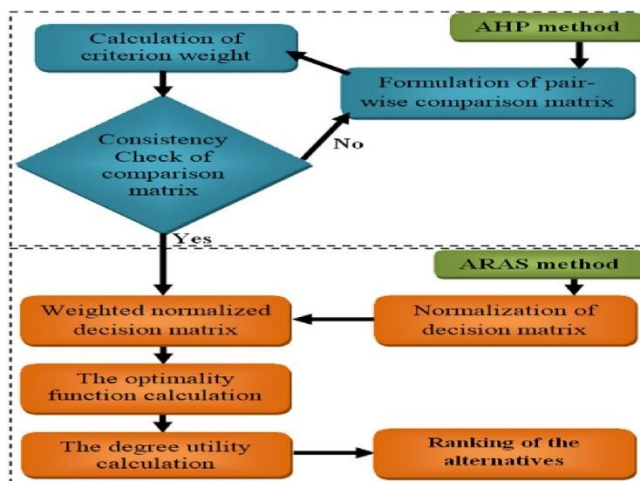 AHP method
Calculation of
criterion weight
Formulation of pair-
wise comparison matrix
Consistency
Check of
comparison
matrix
No
Yes
ARAS method
Weighted normalized
decision matrix
Normalization of
decision matrix
The optimality
function calculation
The degree utility
calculation
Ranking of the
alternatives